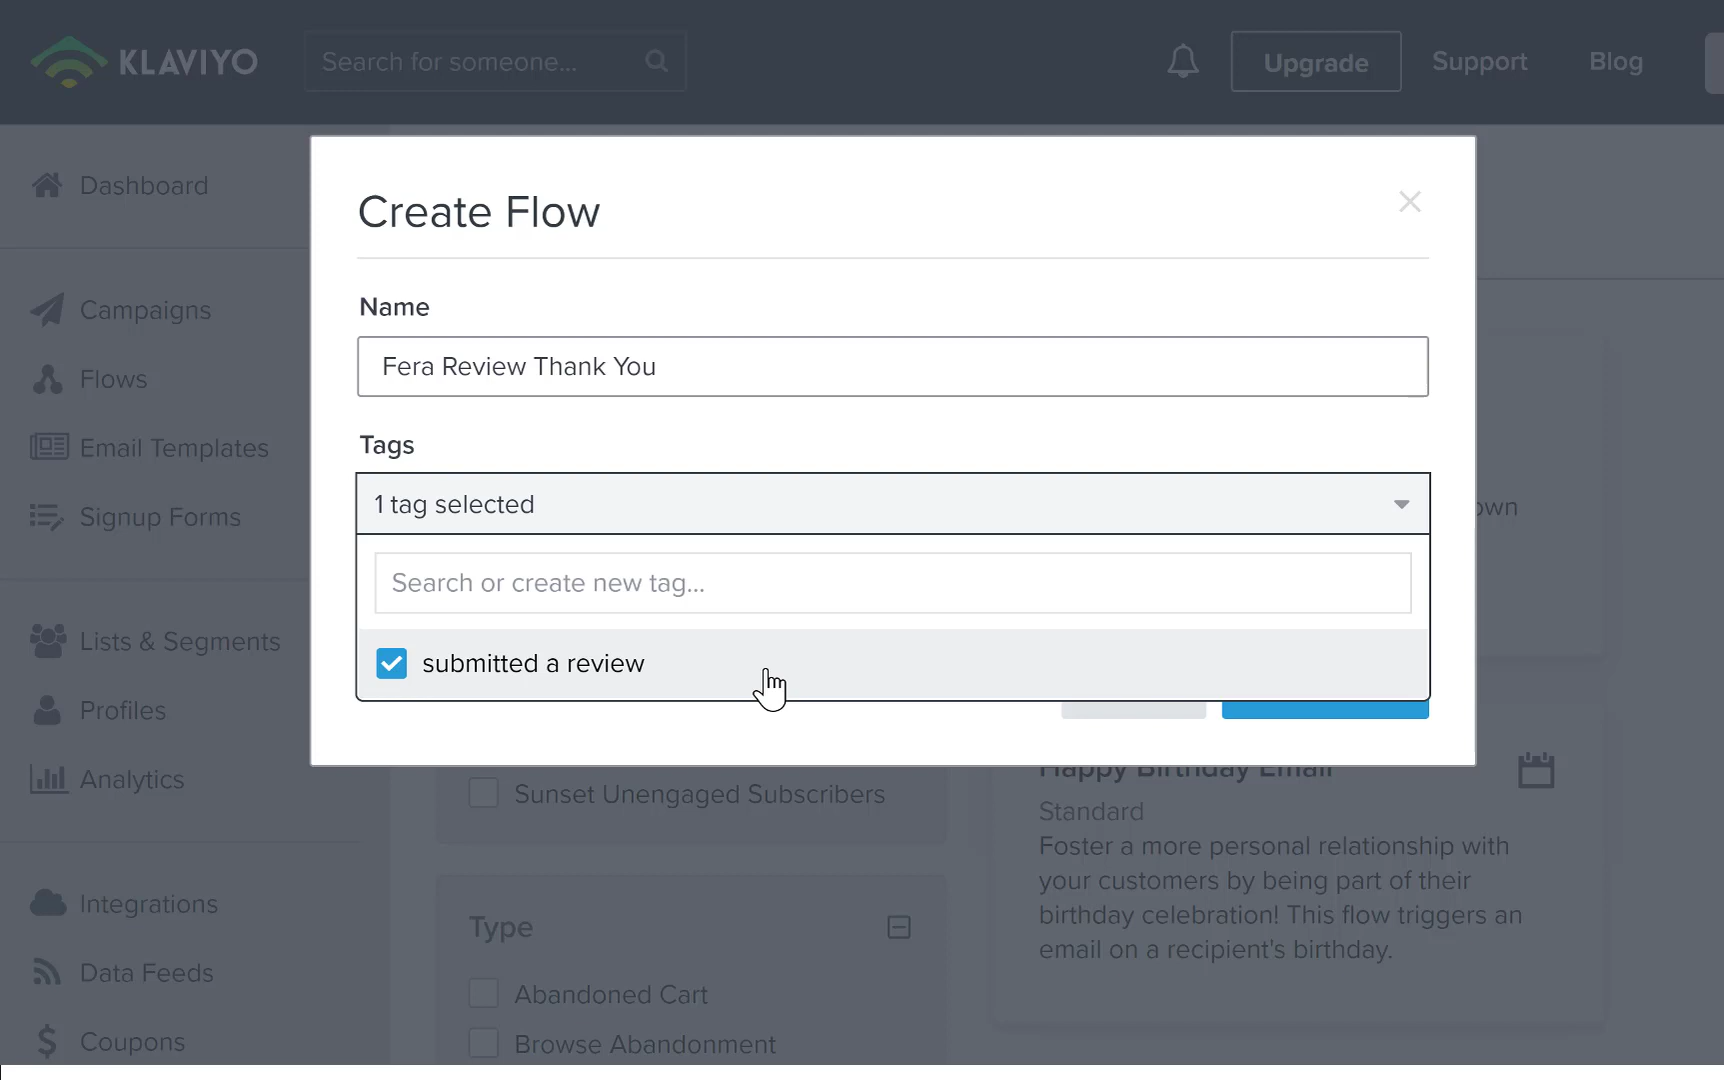 KLAVIYO
Search for someone...
Upgrade
Support
Blog
Dashboard
Campaigns
Flows
Email Templates
Signup Forms
Lists & Segments
Profiles
Analytics
Integrations
Data Feeds
Coupons
Create Flow
Name
Fera Review Thank You
Tags
1 tag selected
Search or create new tag...
submitted a review
Sunset Unengaged Subscribers
Type
Abandoned Cart
Browse Abandonment
Happy Birthday Email
Standard
Foster a more personal relationship with
your customers by being part of their
birthday celebration! This flow triggers an
email on a recipient's birthday.